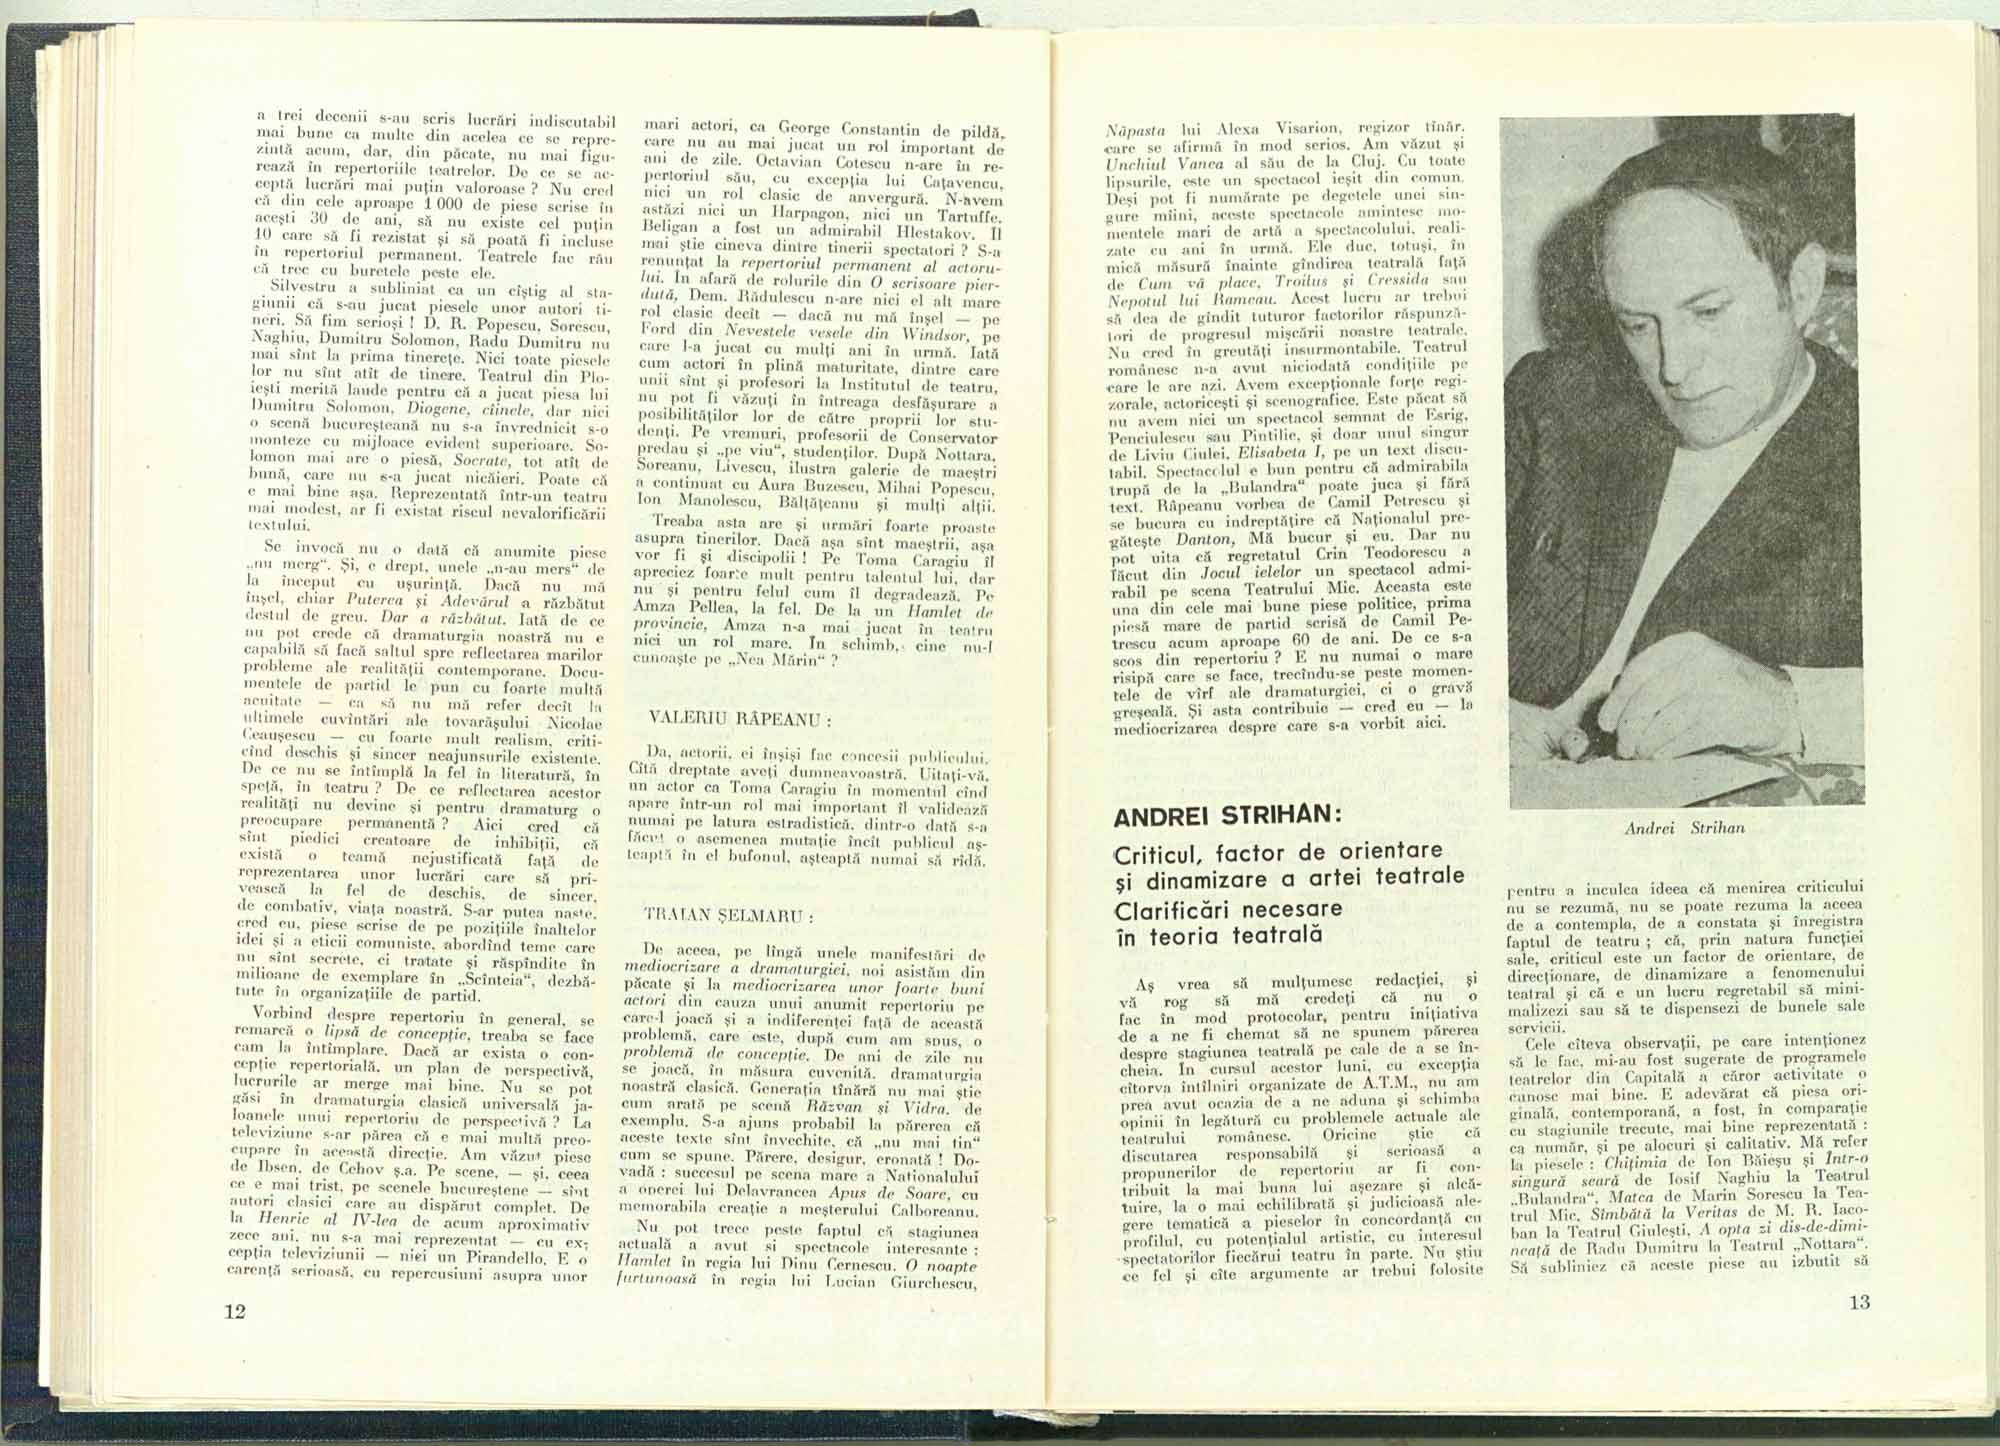 a trei decenii s-au scris lucrări indiscutabil
mai bune ca multe din acelea ce se repre-
zintă acum, dar, din păcate, nu mai figu-
rează în repertoriile teatrelor. De ce se ac-
ceptă lucrări mai puțin valoroase ? Nu cred
că din cele aproape 1 000 de piese scrise în
acești 30 de ani, să nu existe cel puțin
10 care să fi rezistat și să poată fi incluse
în repertoriul permanent. Teatrele fac rău
că trec cu buretele peste ele.
Silvestru a subliniat ca un cîștig al sta-
giunii că s-au jucat piesele unor autori ti-
neri. Să fim serioși ! D. R. Popescu, Sorescu,
Naghiu, Dumitru Solomon, Radu Dumitru nu
mai sînt la prima tinerețe. Nici toate piesele
lor nu sînt atît de tinere. Teatrul din Plo-
iești merită laude pentru că a jucat piesa lui
Dumitru Solomon, Diogene, cîinele, dar nici
o scenă bucureșteană nu s-a învrednicit s-o
monteze cu mijloace evident superioare. So-
lomon mai are o piesă, Socrate, tot atît de
bună, care nu s-a jucat nicăieri. Poate că
e mai bine așa. Reprezentată într-un teatru
mai modest, ar fi existat riscul nevalorificării
textului.
Se invocă nu o dată că anumite piese
„nu merg“. Și, e drept, unele „n-au mers“ de
la început cu ușurință. Dacă nu mă
înșel, chiar Puterea și Adevărul a răzbătut
destul de greu. Dar a răzbătut. Iată de ce
nu pot crede că dramaturgia noastră nu e
capabilă să facă saltul spre reflectarea marilor
probleme ale realității contemporane. Docu-
mentele de partid le pun cu foarte multă
acuitate — ca să nu mă refer decît la
ultimele cuvîntări ale tovarășului Nicolae
Ceaușescu — cu foarte mult realism, criti-
cînd deschis și sincer neajunsurile existente.
De ce nu se întîmplă la fel în literatură, în
speță, în teatru ? De ce reflectarea acestor
realități nu devine și pentru dramaturg o
preocupare permanentă ? Aici cred că
sînt piedici creatoare de inhibiții, că
există o teamă nejustificată față de
reprezentarea unor lucrări care să pri-
vească la fel de deschis, de sincer,
de combativ, viața noastră. S-ar putea naște,
cred eu, piese scrise de pe pozițiile înaltelor
idei și a eticii comuniste, abordînd teme care
nu sînt secrete, ci tratate și răspîndite în
milioane de exemplare în „Scînteia“, dezbă-
tute în organizațiile de partid.
Vorbind despre repertoriu în general, se
remarcă o lipsă de concepție, treaba se face
cam la întîmplare. Dacă ar exista o con-
cepție repertorială, un plan de perspectivă,
lucrurile ar merge mai bine. Nu se pot
găsi în dramaturgia clasică universală ja-
loanele unui repertoriu de perspectivă ? La
televiziune s-ar părea că e mai multă preo-
cupare în această direcție. Am văzut piese
de Ibsen, de Cehov ș.a. Pe scene, — și, ceea
ce e mai trist, pe scenele bucureștene — sînt
autori clasici care au dispărut complet. De
la Henric al IV-lea de acum aproximativ
zece ani, nu s-a mai reprezentat — cu ex-
cepția televiziunii — nici un Pirandello. E o
carență serioasă, cu repercusiuni asupra unor
12
mari actori, ca George Constantin de pildă,
care nu au mai jucat un rol important de
ani de zile. Octavian Cotescu n-are în re-
pertoriul său, cu excepția lui Cațavencu,
nici un rol clasic de anvergură. N-avem
astăzi nici un Harpagon, nici un Tartuffe.
Beligan a fost un admirabil Hlestakov. Îl
mai știe cineva dintre tinerii spectatori ? S-a
renunțat la repertoriul permanent al actoru-
lui. În afară de rolurile din O scrisoare pier-
dută, Dem. Rădulescu n-are nici el alt mare
rol clasic decît — dacă nu mă înșel — pe
Ford din Nevestele vesele din Windsor, pe
care l-a jucat cu mulți ani în urmă. Iată
cum actori în plină maturitate, dintre care
unii sînt și profesori la Institutul de teatru,
nu pot fi văzuți în întreaga desfășurare a
posibilităților lor de către proprii lor stu-
denți. Pe vremuri, profesorii de Conservator
predau și „pe viu“, studenților. După Nottara,
Soreanu, Livescu, ilustra galerie de maeștri
a continuat cu Aura Buzescu, Mihai Popescu,
Ion Manolescu, Bălțățeanu și mulți alții.
Treaba asta are și urmări foarte proaste
asupra tinerilor. Dacă așa sînt maeștrii, așa
vor fi și discipolii ! Pe Toma Caragiu îl
apreciez foarte mult pentru talentul lui, dar
nu și pentru felul cum îl degradează. Pe
Amza Pellea, la fel. De la un Hamlet de
provincie, Amza n-a mai jucat în teatru
nici un rol mare. În schimb, cine nu-l
cunoaște pe „Nea Mărin“ ?
VALERIU RÂPEANU :
Da, actorii, ei înșiși fac concesii publicului.
Cîtă dreptate aveți dumneavoastră. Uitați-vă,
un actor ca Toma Caragiu în momentul cînd
apare într-un rol mai important îl validează
numai pe latura estradistică, dintr-o dată s-a
făcut o asemenea mutație încît publicul aș-
teaptă în el bufonul, așteaptă numai să rîdă.
TRAIAN ȘELMARU :
De aceea, pe lîngă unele manifestări de
mediocrizare a dramaturgiei, noi asistăm din
păcate și la mediocrizarea unor foarte buni
actori din cauza unui anumit repertoriu pe
care-l joacă și a indiferenței față de această
problemă, care este, după cum am spus, o
problemă de concepție. De ani de zile nu
se joacă, în măsura cuvenită, dramaturgia
noastră clasică. Generația tînără nu mai știe
cum arată pe scenă Răzvan și Vidra, de
exemplu. S-a ajuns probabil la părerea că
aceste texte sînt învechite, că „nu mai țin“
cum se spune. Părere, desigur, eronată ! Do-
vadă : succesul pe scena mare a Naționalului
a operei lui Delavrancea Apus de Soare, cu
memorabila creație a meșterului Calboreanu.
Nu pot trece peste faptul că stagiunea
actuală a avut și spectacole interesante :
Hamlet în regia lui Dinu Cernescu, O noapte
furtunoasă în regia lui Lucian Giurchescu,
Năpasta lui Alexa Visarion, regizor tînăr,
care se afirmă în mod serios. Am văzut și
Unchiul Vanea al său de la Cluj. Cu toate
lipsurile, este un spectacol ieșit din comun.
Deși pot fi numărate pe degetele unei sin-
gure mîini, aceste spectacole amintesc mo-
mentele mari de artă a spectacolului, reali-
zate cu ani în urmă. Ele duc, totuși, în
mică măsură înainte gîndirea teatrală față
de Cum vă place, Troilus și Cressida sau
Nepotul lui Rameau. Acest lucru ar trebui
să dea de gîndit tuturor factorilor răspunză-
tori de progresul mișcării noastre teatrale.
Nu cred în greutăți insurmontabile. Teatrul
românesc n-a avut niciodată condițiile pe
care le are azi. Avem excepționale forțe regi-
zorale, actoricești și scenografice. Este păcat să
nu avem nici un spectacol semnat de Esrig,
Penciulescu sau Pintilie, și doar unul singur
de Liviu Ciulei, Elisabeta I, pe un text discu-
tabil. Spectacolul e bun pentru că admirabila
trupă de la „Bulandra“ poate juca și fără
text. Râpeanu vorbea de Camil Petrescu și
se bucura cu îndreptățire că Naționalul pre-
gătește Danton, Mă bucur și eu. Dar nu
pot uita că regretatul Crin Teodorescu a
făcut din Jocul ielelor un spectacol admi-
rabil pe scena Teatrului Mic. Aceasta este
una din cele mai bune piese politice, prima
piesă mare de partid scrisă de Camil Pe-
trescu acum aproape 60 de ani. De ce s-a
scos din repertoriu ? E nu numai o mare
risipă care se face, trecîndu-se peste momen-
tele de vîrf ale dramaturgiei, ci o gravă
greșeală. Și asta contribuie — cred eu — la
mediocrizarea despre care s-a vorbit aici.
ANDREI STRIHAN:
Criticul, factor de orientare
și dinamizare a artei teatrale
Clarificări necesare
în teoria teatrală
Aș vrea să mulțumesc redacției, și
vă rog să mă credeți că nu o
fac în mod protocolar, pentru inițiativa
de a ne fi chemat să ne spunem părerea
despre stagiunea teatrală pe cale de a se în-
cheia. În cursul acestor luni, cu excepția
cîtorva întîlniri organizate de A.T.M., nu am
prea avut ocazia de a ne aduna și schimba
opinii în legătură cu problemele actuale ale
teatrului românesc. Oricine știe că
discutarea responsabilă și serioasă a
propunerilor de repertoriu ar fi con-
tribuit la mai buna lui așezare și alcă-
tuire, la o mai echilibrată și judicioasă ale-
gere tematică a pieselor în concordanță cu
profilul, cu potențialul artistic, cu interesul
spectatorilor fiecărui teatru în parte. Nu știu
ce fel și cîte argumente ar trebui folosite
Andrei Strihan
pentru a inculca ideea că menirea criticului
nu se rezumă, nu se poate rezuma la aceea
de a contempla, de a constata și înregistra
faptul de teatru ; că, prin natura funcției
sale, criticul este un factor de orientare, de
direcționare, de dinamizare a fenomenului
teatral și că e un lucru regretabil să mini-
malizezi sau să te dispensezi de bunele sale
servicii.
Cele cîteva observații, pe care intenționez
să le fac, mi-au fost sugerate de programele
teatrelor din Capitală a căror activitate o
cunosc mai bine. E adevărat că piesa ori-
ginală, contemporană, a fost, în comparație
cu stagiunile trecute, mai bine reprezentată :
ca număr, și pe alocuri și calitativ. Mă refer
la piesele : Chițimia de Ion Băieșu și Într-o
singură seară de Iosif Naghiu la Teatrul
„Bulandra“, Matca de Marin Sorescu la Tea-
trul Mic, Sîmbătă la Veritas de M. R. Iaco-
ban la Teatrul Giulești, A opta zi dis-de-dimi-
neață de Radu Dumitru la Teatrul „Nottara“.
Să subliniez că aceste piese au izbutit să
13